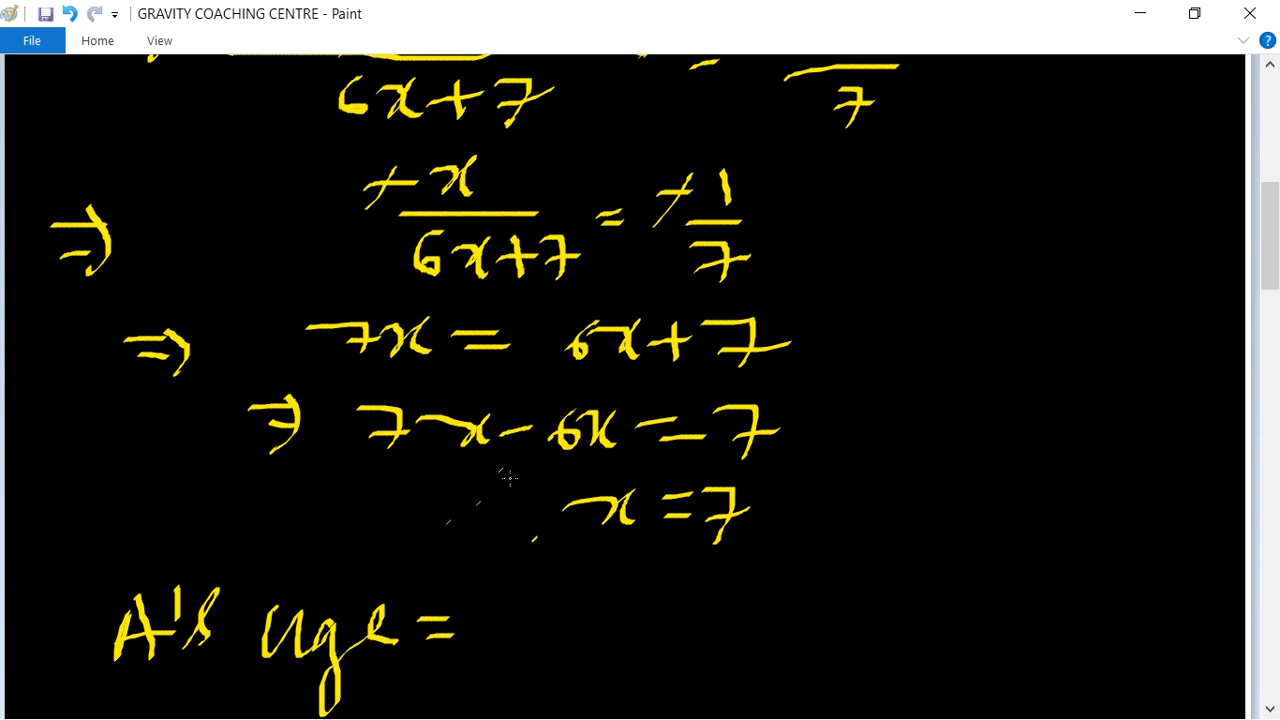 GRAVITY COACHING CENTRE - Paint
File Home View
6x+7 = 7
⇒ -x/6x+7 = -1/7
⇒ 7x = 6x+7
⇒ 7x-6x=7
x=7
A's age =